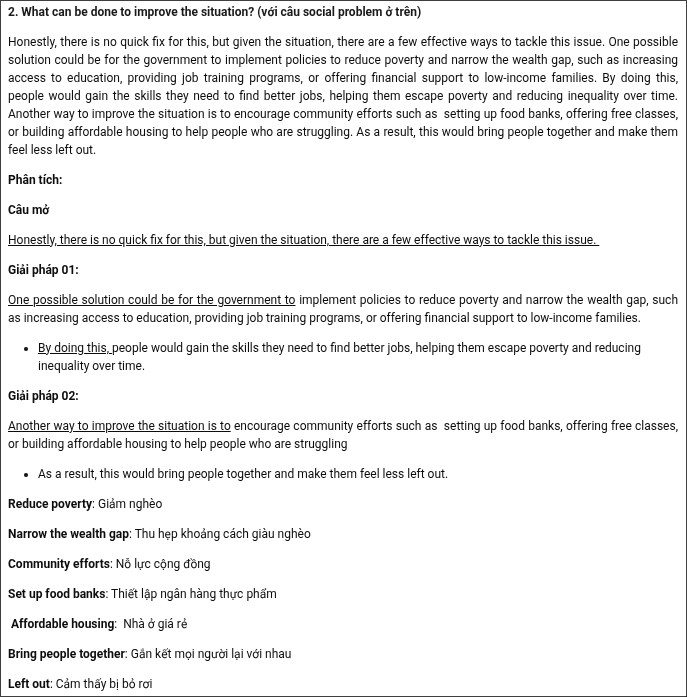 2. What can be done to improve the situation? (với câu social problem ở trên)
Honestly, there is no quick fix for this, but given the situation, there are a few effective ways to tackle this issue. One possible
solution could be for the government to implement policies to reduce poverty and narrow the wealth gap, such as increasing
access to education, providing job training programs, or offering financial support to low-income families. By doing this,
people would gain the skills they need to find better jobs, helping them escape poverty and reducing inequality over time.
Another way to improve the situation is to encourage community efforts such as  setting up food banks, offering free classes,
or building affordable housing to help people who are struggling. As a result, this would bring people together and make them
feel less left out.
Phân tích:
Câu mở
Honestly, there is no quick fix for this, but given the situation, there are a few effective ways to tackle this issue.
Giải pháp 01:
One possible solution could be for the government to implement policies to reduce poverty and narrow the wealth gap, such
as increasing access to education, providing job training programs, or offering financial support to low-income families.
• By doing this, people would gain the skills they need to find better jobs, helping them escape poverty and reducing
inequality over time.
Giải pháp 02:
Another way to improve the situation is to encourage community efforts such as  setting up food banks, offering free classes,
or building affordable housing to help people who are struggling
• As a result, this would bring people together and make them feel less left out.
Reduce poverty: Giảm nghèo
Narrow the wealth gap: Thu hẹp khoảng cách giàu nghèo
Community efforts: Nỗ lực cộng đồng
Set up food banks: Thiết lập ngân hàng thực phẩm
Affordable housing:  Nhà ở giá rẻ
Bring people together: Gắn kết mọi người lại với nhau
Left out: Cảm thấy bị bỏ rơi